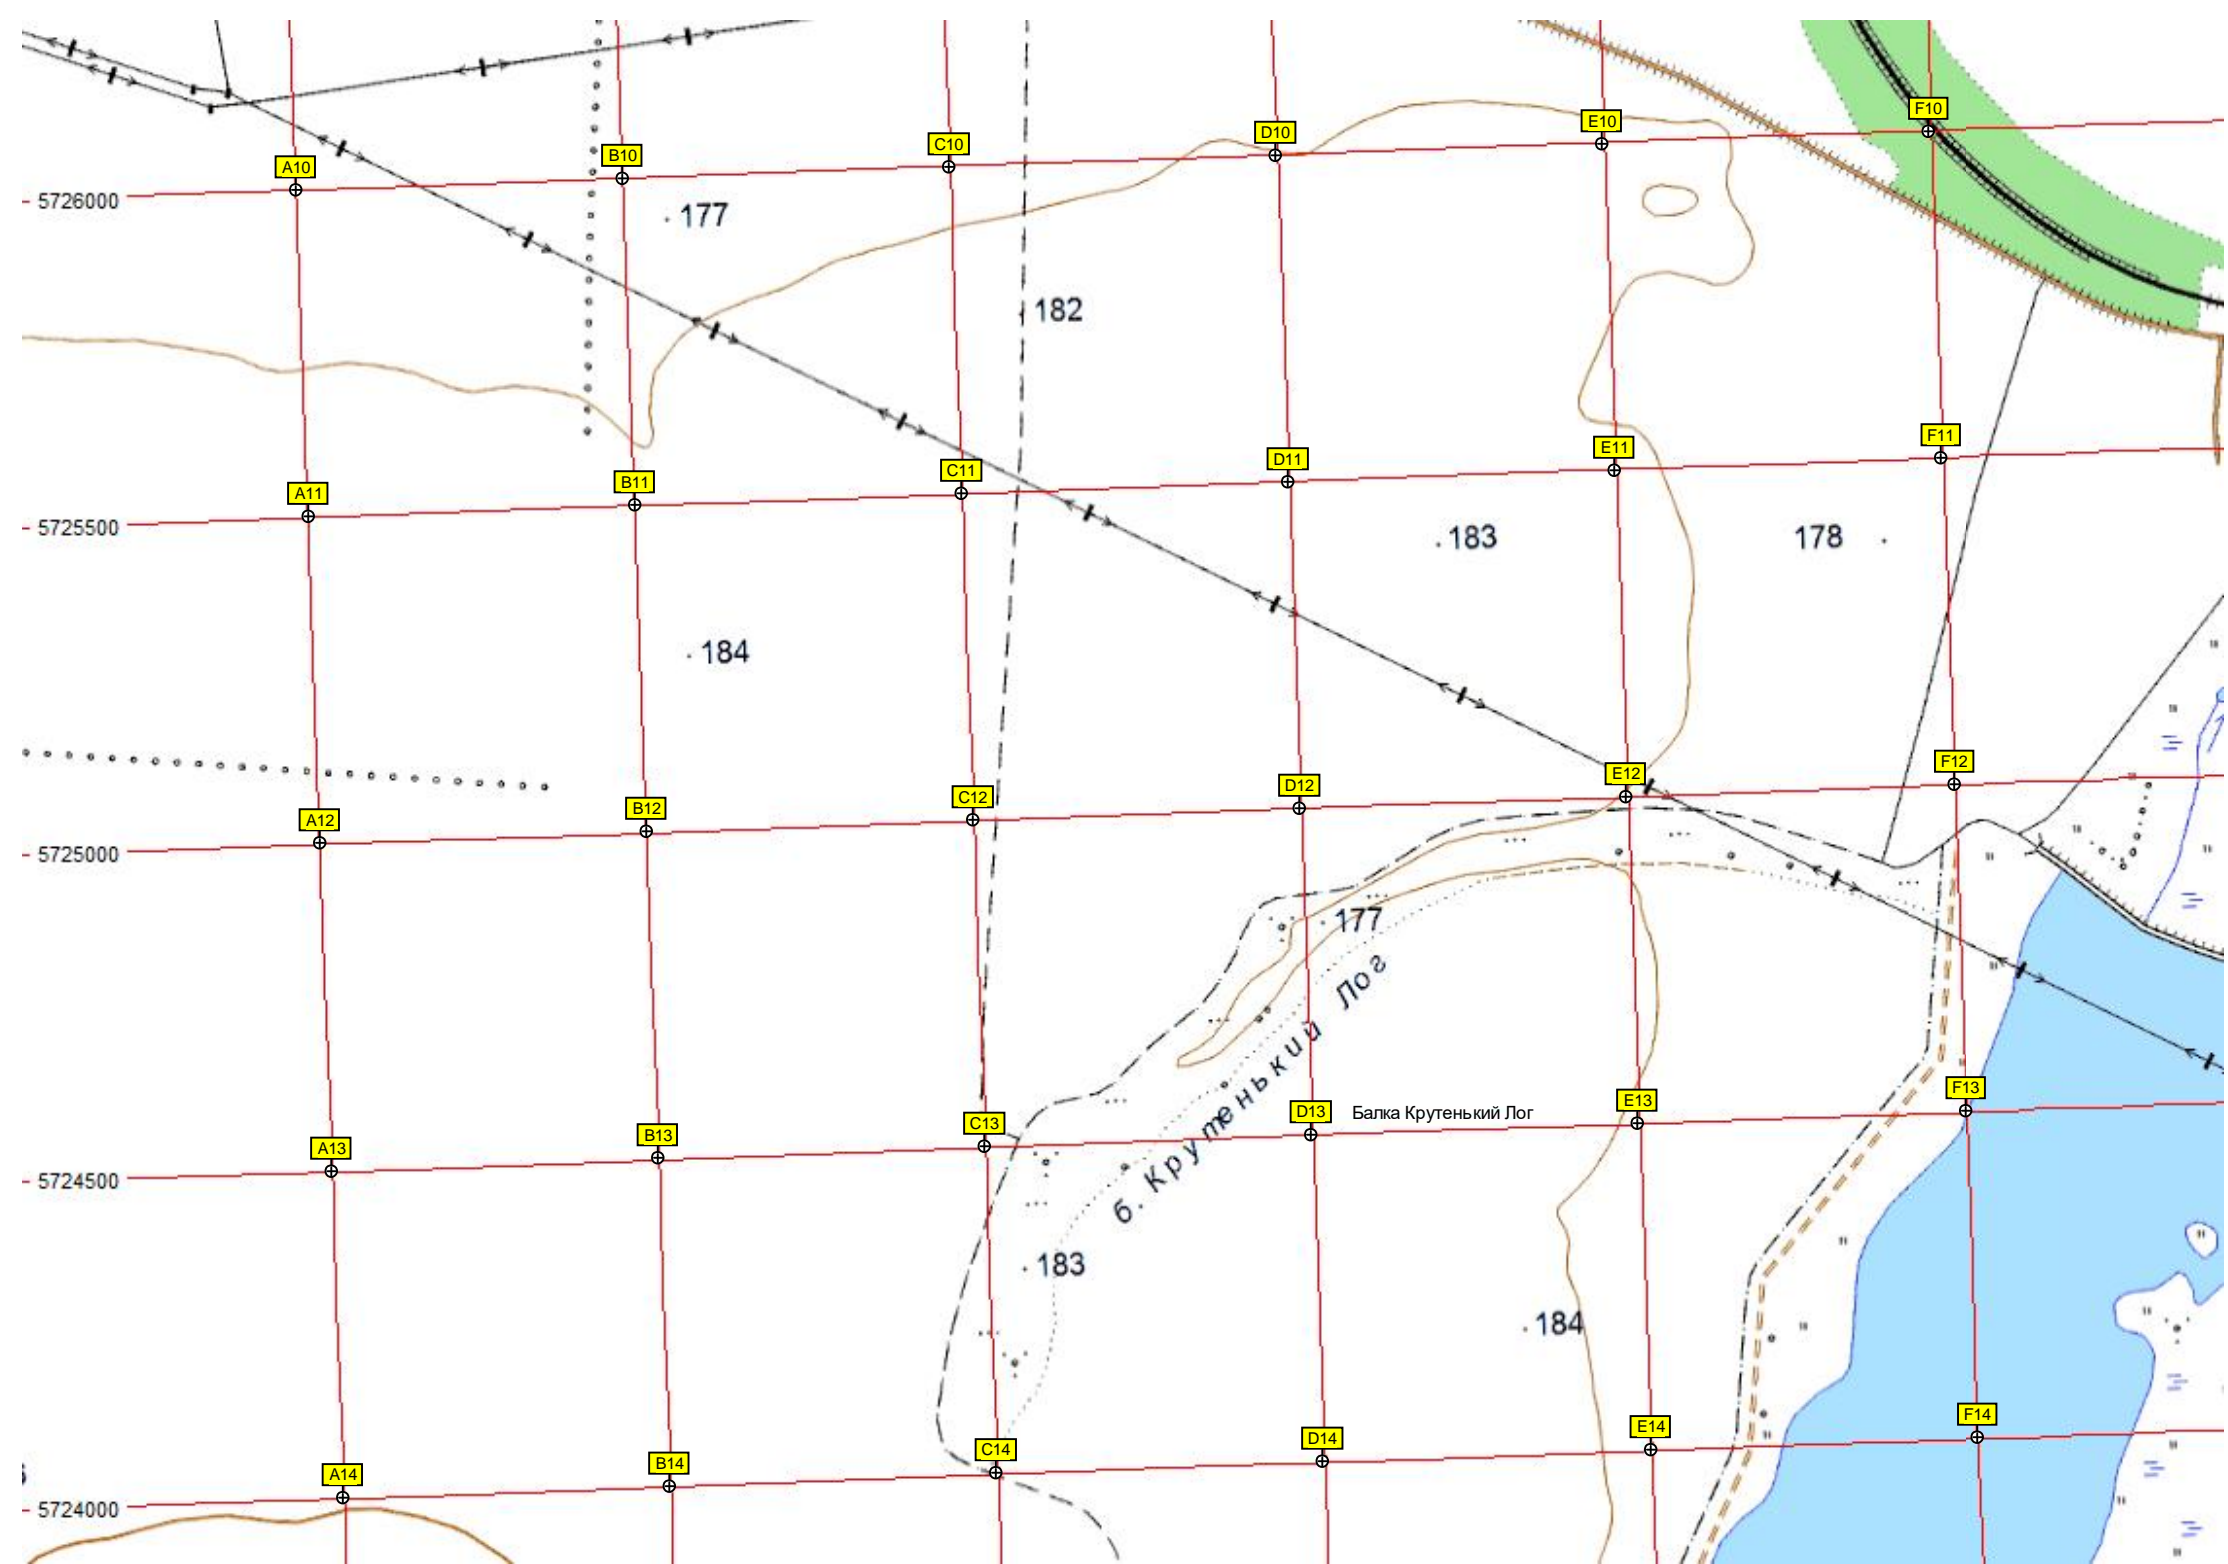 F10
E10
D10
C10
B10
A10
5726000
177
182
F11
E11
D11
C11
B11
A11
5725500
183
178
184
F12
E12
D12
C12
B12
A12
5725000
177
б. Крутенький Лог
F13
E13
D13
Балка Крутенький Лог
C13
B13
A13
5724500
183
184
F14
E14
D14
C14
B14
A14
5724000